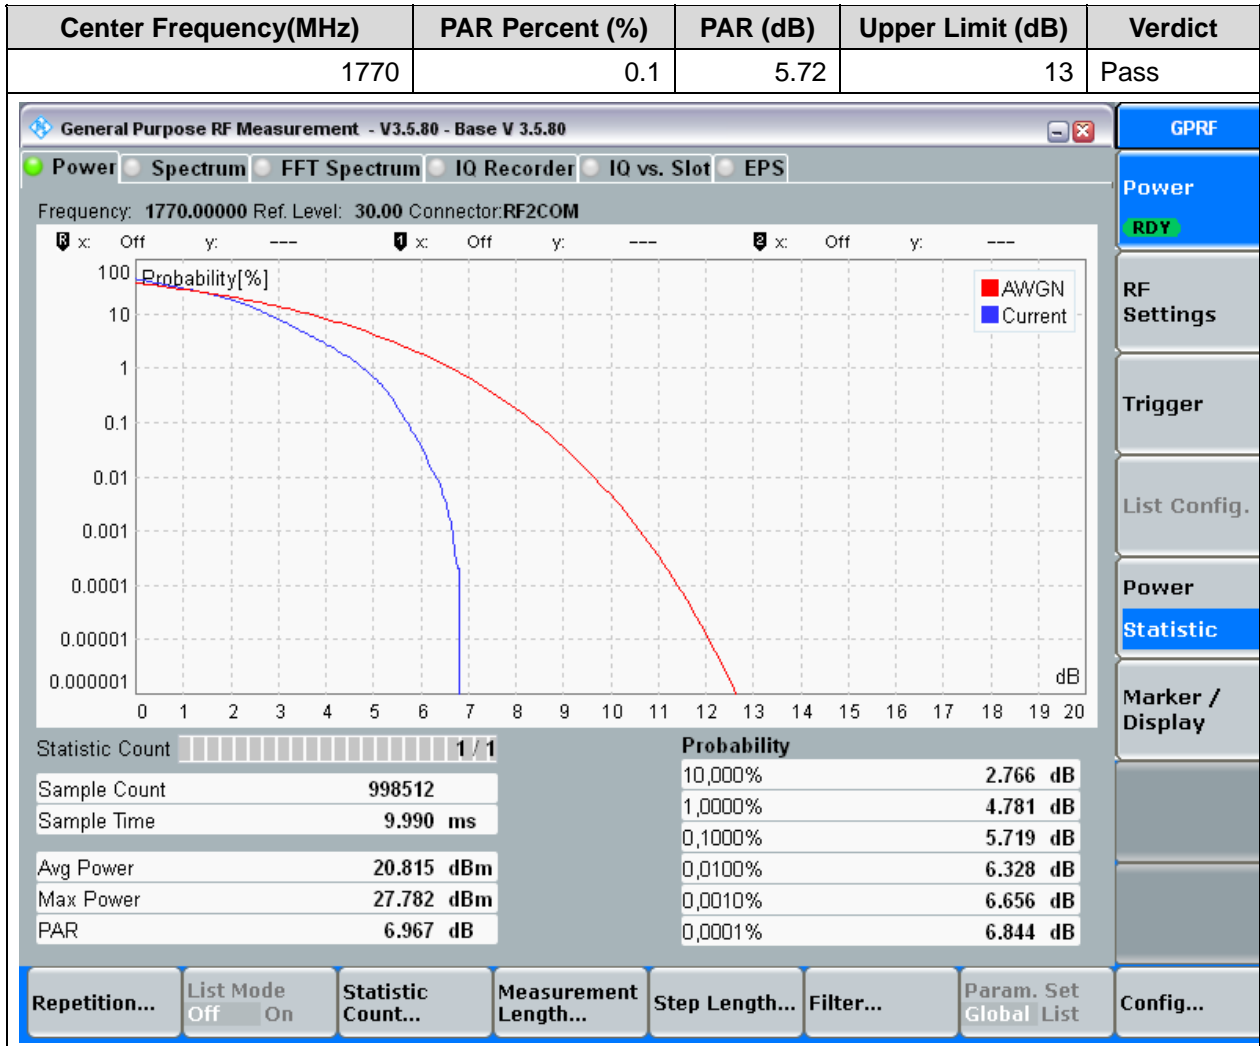 Center Frequency(MHz) PAR Percent (%) PAR (dB) Upper Limit (dB) Verdict
1770 0.1 5.72 13 Pass
General Purpose RF Measurement - V3.5.80 - Base V 3.5.80
GPRF
Power Spectrum FFT Spectrum IQ Recorder IQ vs. Slot EPS
Power
RDY
Frequency: 1770.00000 Ref. Level: 30.00 Connector:RF2COM
R x: Off y: --- 1 x: Off y: --- 2 x: Off y: ---
Probability[%]
AWGN
Current
100
10
1
0.1
0.01
0.001
0.0001
0.00001
0.000001
dB
0 1 2 3 4 5 6 7 8 9 10 11 12 13 14 15 16 17 18 19 20
RF
Settings
Trigger
List Config.
Power
Statistic
Marker /
Display
Statistic Count 1 / 1
Sample Count 998512
Sample Time 9.990 ms
Avg Power 20.815 dBm
Max Power 27.782 dBm
PAR 6.967 dB
Probability
10,000% 2.766 dB
1,0000% 4.781 dB
0,1000% 5.719 dB
0,0100% 6.328 dB
0,0010% 6.656 dB
0,0001% 6.844 dB
Repetition...
List Mode
Off On
Statistic
Count...
Measurement
Length...
Step Length...
Filter...
Param. Set
Global List
Config...